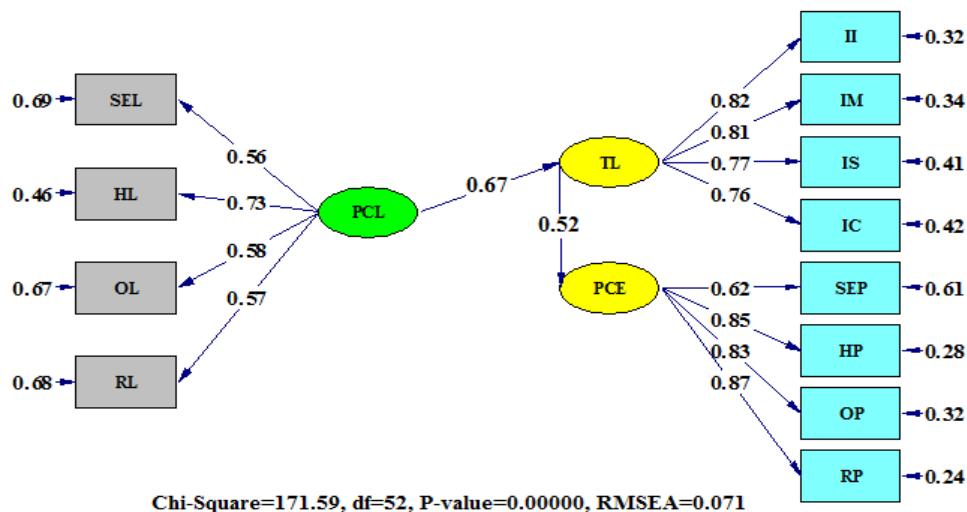 II
0.32
0.69
SEL
0.82
IM
0.34
0.81
0.56
TL
0.77
IS
0.41
0.46
HL
0.73
PCL
0.67
0.76
IC
0.42
0.58
0.52
0.67
OL
0.57
PCE
0.62
SEP
0.61
0.85
HP
0.28
0.83
0.68
RL
0.87
OP
0.32
RP
0.24
Chi-Square=171.59, df=52, P-value=0.00000, RMSEA=0.071